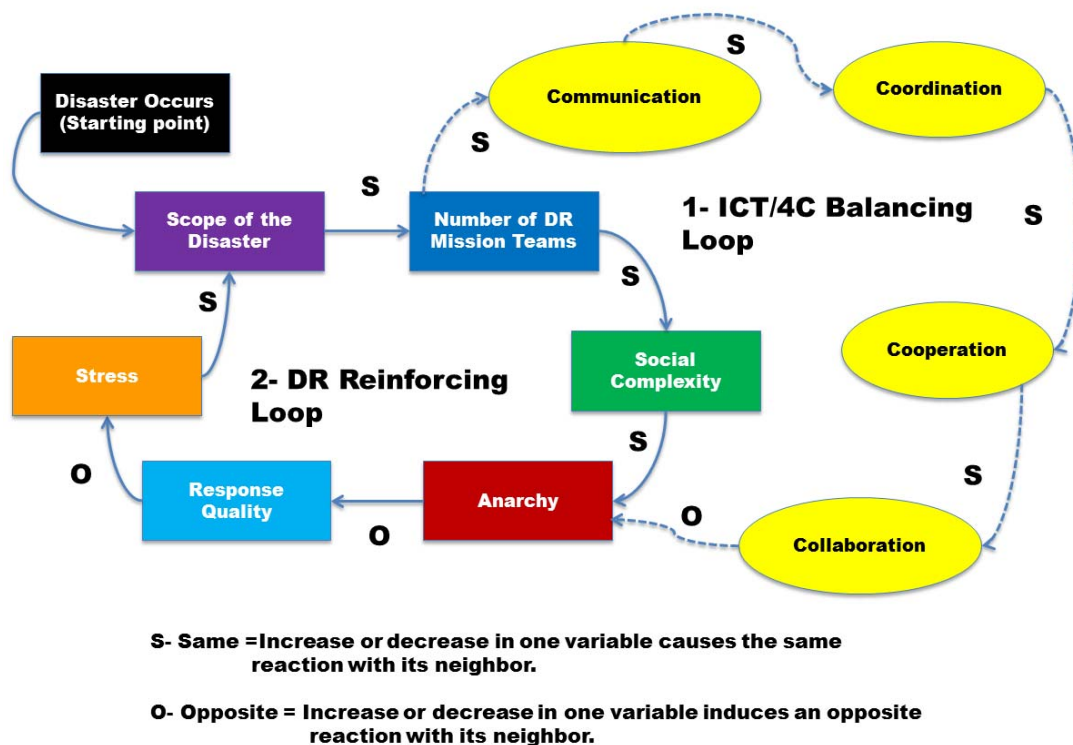 Disaster Occurs
(Starting point)
Communication
S
Coordination
S
Scope of the
Disaster
S
Number of DR
Mission Teams
1- ICT/4C Balancing
Loop
S
S
Social
Complexity
Cooperation
S
Stress
S
2- DR Reinforcing
Loop
S
S
O
Response
Quality
O
Anarchy
O
Collaboration
S- Same =Increase or decrease in one variable causes the same
reaction with its neighbor.
O- Opposite = Increase or decrease in one variable induces an opposite
reaction with its neighbor.